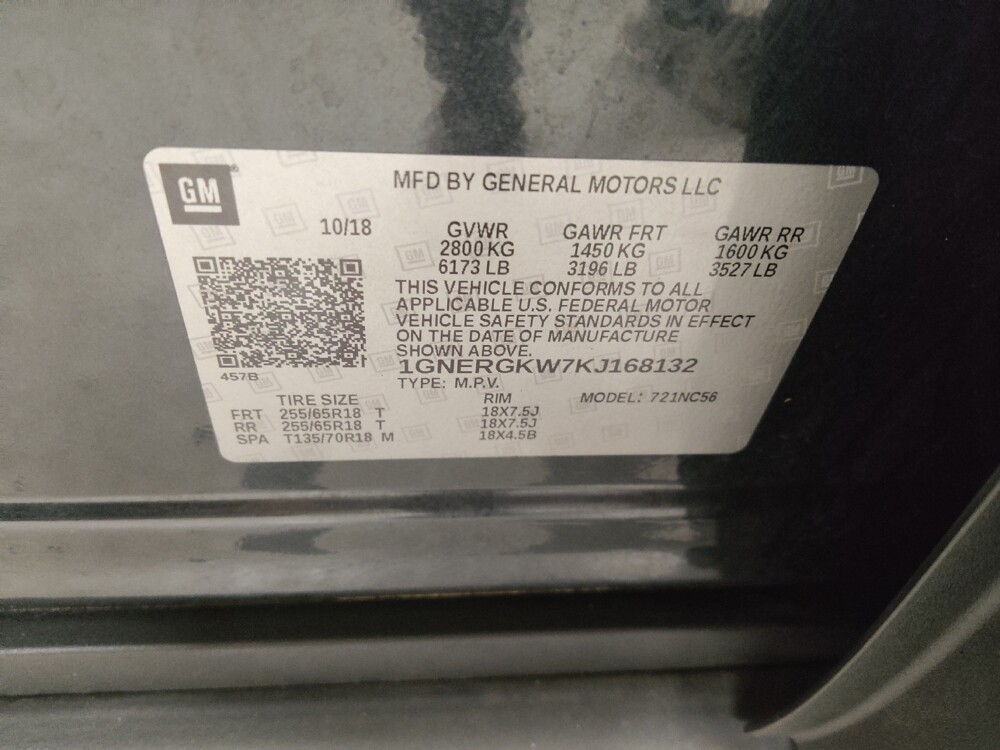 GM
MFD BY GENERAL MOTORS LLC
10/18
GVWR GAWR FRT GAWR RR
2800 KG 1450 KG 1600 KG
6173 LB 3196 LB 3527 LB
THIS VEHICLE CONFORMS TO ALL
APPLICABLE U.S. FEDERAL MOTOR
VEHICLE SAFETY STANDARDS IN EFFECT
ON THE DATE OF MANUFACTURE
SHOWN ABOVE.
457B
1GNERGKW7KJ168132
TYPE: M.P.V.
TIRE SIZE RIM MODEL: 721NC56
FRT 255/65R18 T 18X7.5J
RR 255/65R18 T 18X7.5J
SPA T135/70R18 M 18X4.5B